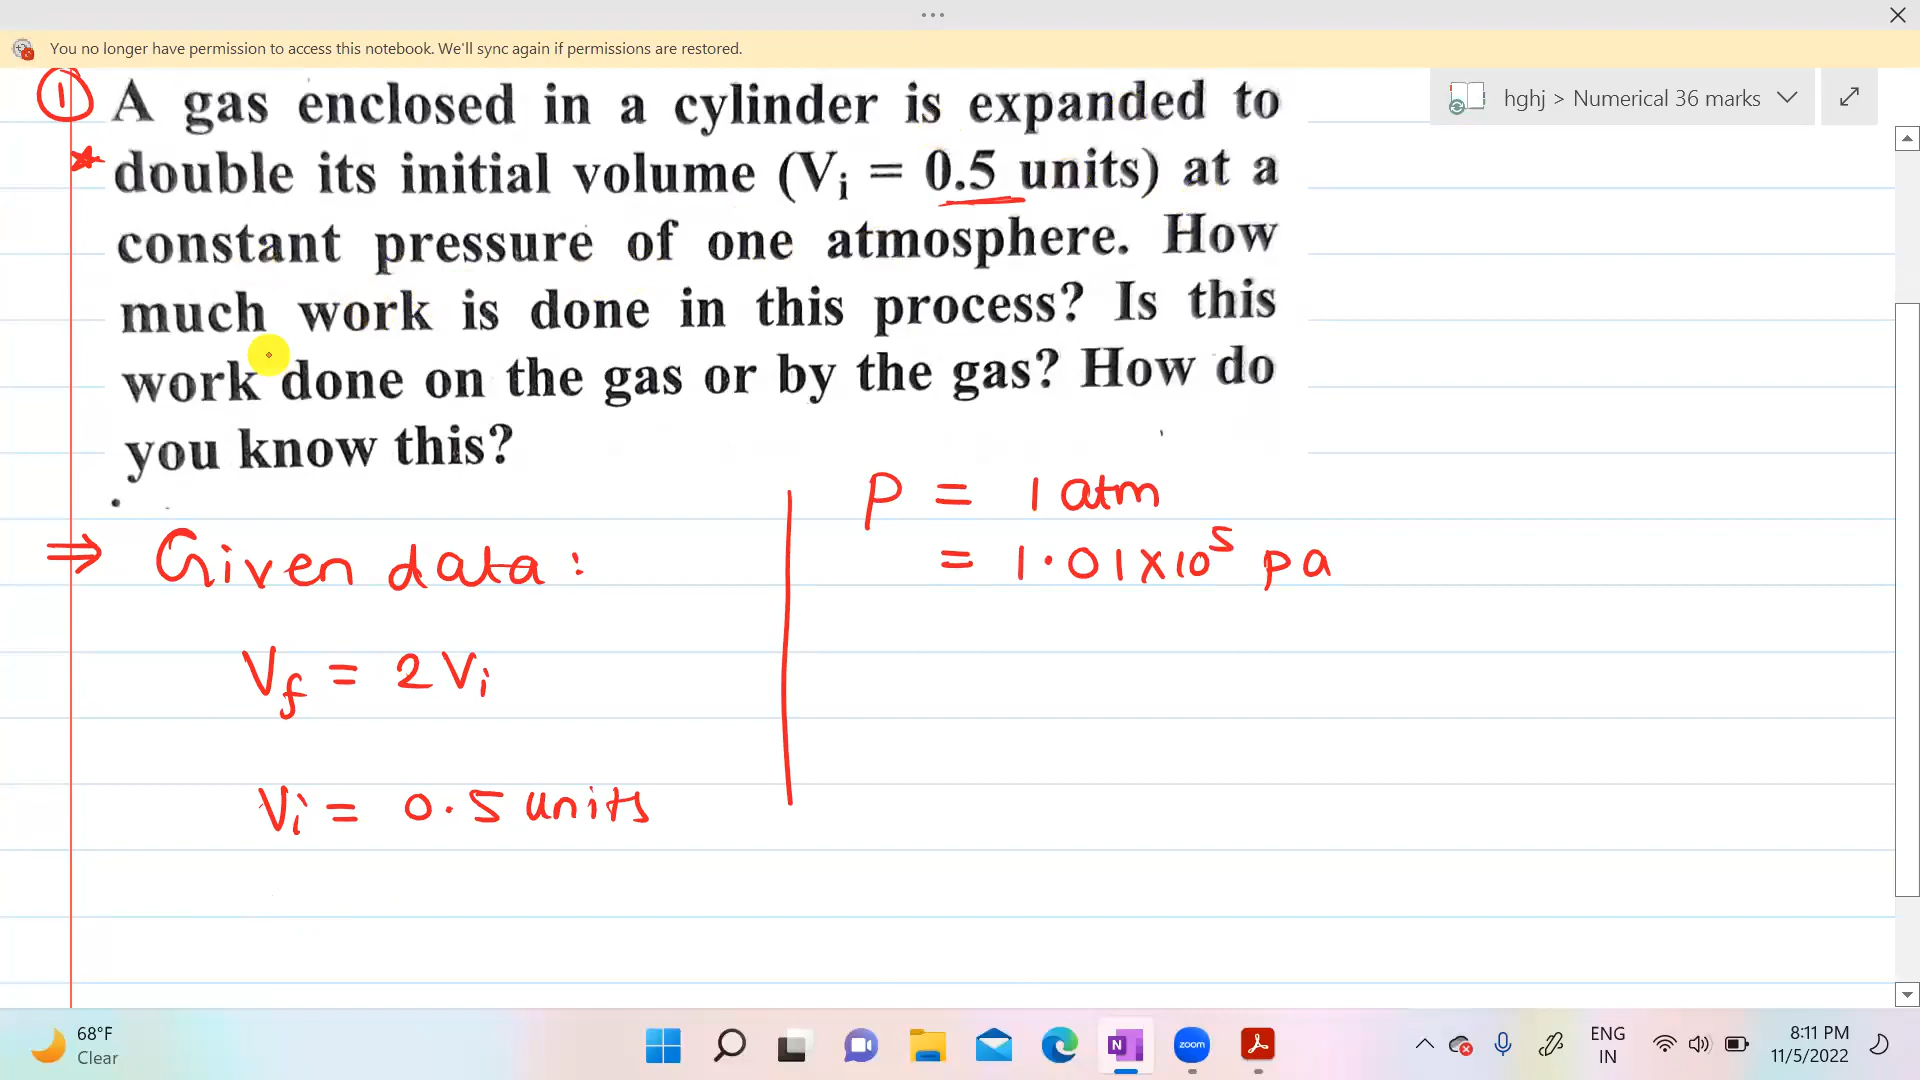 You no longer have permission to access this notebook. We'll sync again if permissions are restored.
hghj > Numerical 36 marks
1 A gas enclosed in a cylinder is expanded to
double its initial volume (Vi = 0.5 units) at a
constant pressure of one atmosphere. How
much work is done in this process? Is this
work done on the gas or by the gas? How do
you know this?
⇒ Given data:
Vf = 2Vi
Vi = 0.5 units
P = 1 atm
= 1.01×10⁵ pa
68°F
Clear
zoom
ENG
IN
8:11 PM
11/5/2022